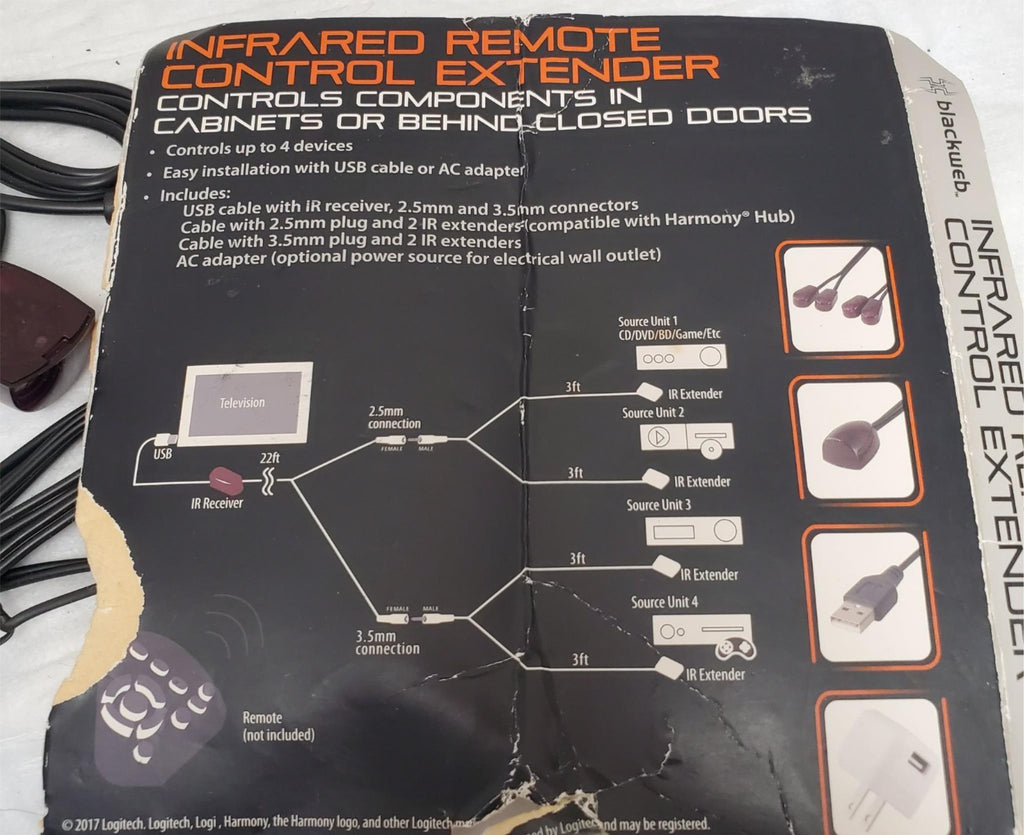 INFRARED REMOTE
CONTROL EXTENDER
CONTROLS COMPONENTS IN
CABINETS OR BEHIND CLOSED DOORS
• Controls up to 4 devices
• Easy installation with USB cable or AC adapter
• Includes:
USB cable with iR receiver, 2.5mm and 3.5mm connectors
Cable with 2.5mm plug and 2 IR extenders (compatible with Harmony® Hub)
Cable with 3.5mm plug and 2 IR extenders
AC adapter (optional power source for electrical wall outlet)
Source Unit 1
CD/DVD/BD/Game/Etc
3ft
IR Extender
Television
2.5mm
connection
FEMALE MALE
Source Unit 2
USB
22ft
IR Receiver
3ft
IR Extender
Source Unit 3
3ft
IR Extender
FEMALE MALE
3.5mm
connection
Source Unit 4
3ft
IR Extender
Remote
(not included)
© 2017 Logitech. Logitech, Logi, Harmony, the Harmony logo, and other Logitech by Logitech and may be registered.
blackweb™
INFRARED
CONTROL EXTENDER